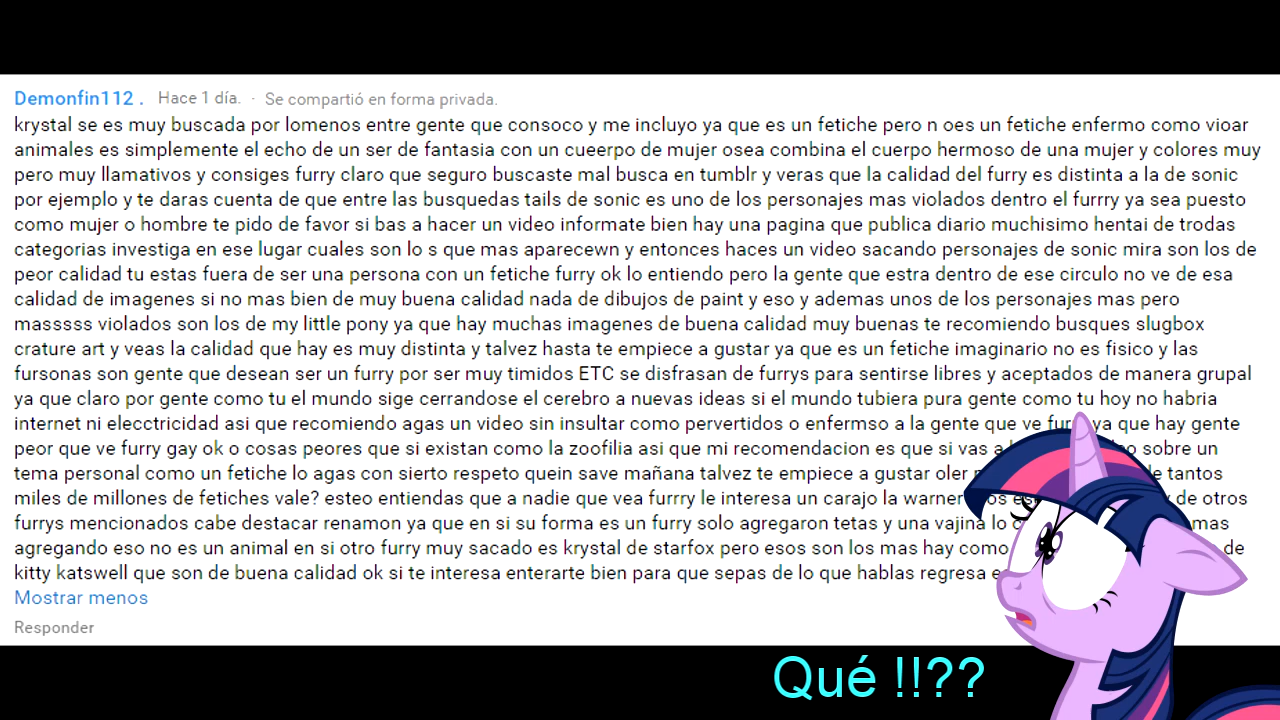 Demonfin112 . Hace 1 día. · Se compartió en forma privada.
krystal se es muy buscada por lomenos entre gente que consoco y me incluyo ya que es un fetiche pero n oes un fetiche enfermo como vioar
animales es simplemente el echo de un ser de fantasia con un cueerpo de mujer osea combina el cuerpo hermoso de una mujer y colores muy
pero muy llamativos y consiges furry claro que seguro buscaste mal busca en tumblr y veras que la calidad del furry es distinta a la de sonic
por ejemplo y te daras cuenta de que entre las busquedas tails de sonic es uno de los personajes mas violados dentro el furrry ya sea puesto
como mujer o hombre te pido de favor si bas a hacer un video informate bien hay una pagina que publica diario muchisimo hentai de trodas
categorias investiga en ese lugar cuales son lo s que mas aparecewn y entonces haces un video sacando personajes de sonic mira son los de
peor calidad tu estas fuera de ser una persona con un fetiche furry ok lo entiendo pero la gente que estra dentro de ese circulo no ve de esa
calidad de imagenes si no mas bien de muy buena calidad nada de dibujos de paint y eso y ademas unos de los personajes mas pero
masssss violados son los de my little pony ya que hay muchas imagenes de buena calidad muy buenas te recomiendo busques slugbox
crature art y veas la calidad que hay es muy distinta y talvez hasta te empiece a gustar ya que es un fetiche imaginario no es fisico y las
fursonas son gente que desean ser un furry por ser muy timidos ETC se disfrasan de furrys para sentirse libres y aceptados de manera grupal
ya que claro por gente como tu el mundo sige cerrandose el cerebro a nuevas ideas si el mundo tubiera pura gente como tu hoy no habria
internet ni elecctricidad asi que recomiendo agas un video sin insultar como pervertidos o enfermso a la gente que ve ya que hay gente
peor que ve furry gay ok o cosas peores que si existan como la zoofilia asi que mi recomendacion es que si vas a sobre un
tema personal como un fetiche lo agas con sierto respeto quein save mañana talvez te empiece a gustar oler de tantos
miles de millones de fetiches vale? esteo entiendas que a nadie que vea furrry le interesa un carajo la warner y de otros
furrys mencionados cabe destacar renamon ya que en si su forma es un furry solo agregaron tetas y una vajina lo mas
agregando eso no es un animal en si otro furry muy sacado es krystal de starfox pero esos son los mas hay como de
kitty katswell que son de buena calidad ok si te interesa enterarte bien para que sepas de lo que hablas regresa
Mostrar menos
Responder
Qué !!??